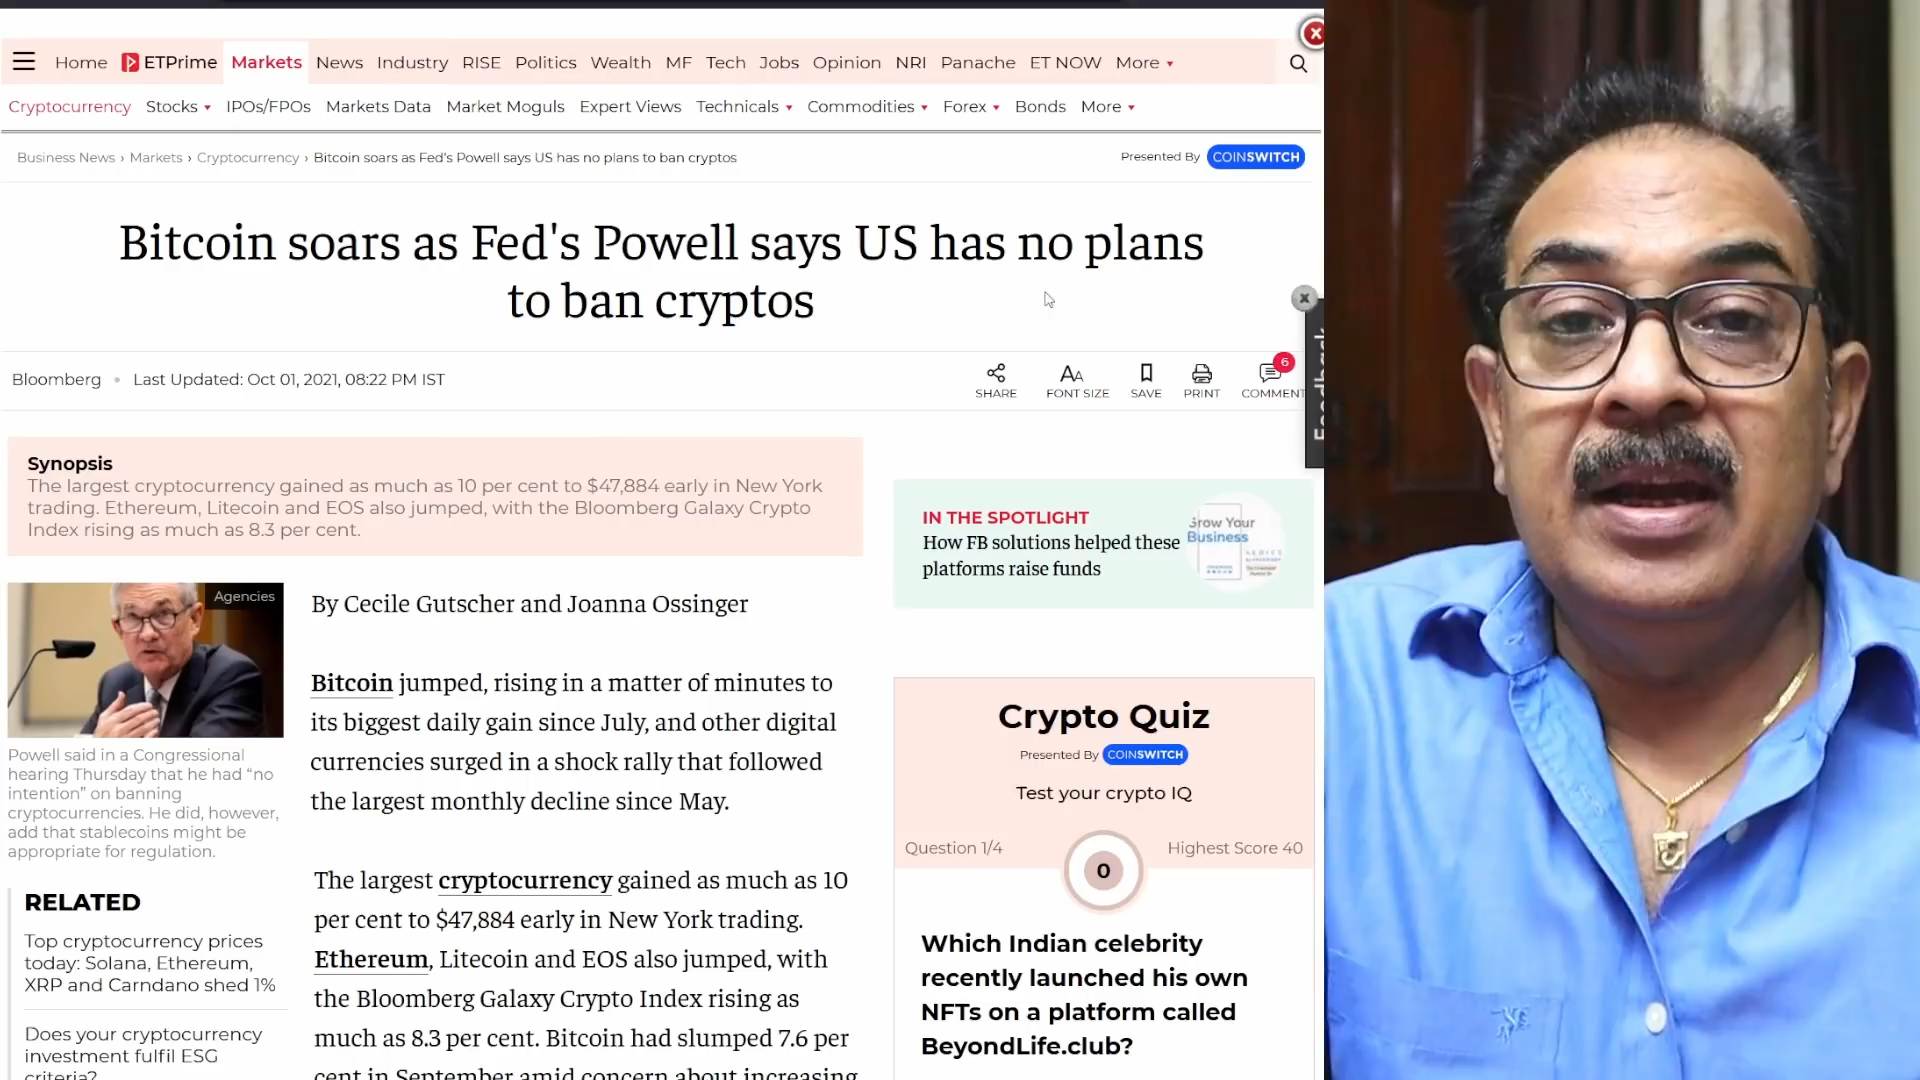 Home ETPrime Markets News Industry RISE Politics Wealth MF Tech Jobs Opinion NRI Panache ET NOW More
Cryptocurrency Stocks IPOs/FPOs Markets Data Market Moguls Expert Views Technicals Commodities Forex Bonds More
Business News › Markets › Cryptocurrency › Bitcoin soars as Fed's Powell says US has no plans to ban cryptos
Presented By COINSWITCH
Bitcoin soars as Fed's Powell says US has no plans
to ban cryptos
Bloomberg • Last Updated: Oct 01, 2021, 08:22 PM IST
SHARE FONT SIZE SAVE PRINT COMMENT
6
Feedback
Synopsis
The largest cryptocurrency gained as much as 10 per cent to $47,884 early in New York
trading. Ethereum, Litecoin and EOS also jumped, with the Bloomberg Galaxy Crypto
Index rising as much as 8.3 per cent.
IN THE SPOTLIGHT
How FB solutions helped these
platforms raise funds
Grow Your
Business
Agencies
Powell said in a Congressional
hearing Thursday that he had “no
intention” on banning
cryptocurrencies. He did, however,
add that stablecoins might be
appropriate for regulation.
RELATED
Top cryptocurrency prices
today: Solana, Ethereum,
XRP and Carndano shed 1%
Does your cryptocurrency
investment fulfil ESG
criteria?
By Cecile Gutscher and Joanna Ossinger
Bitcoin jumped, rising in a matter of minutes to
its biggest daily gain since July, and other digital
currencies surged in a shock rally that followed
the largest monthly decline since May.
The largest cryptocurrency gained as much as 10
per cent to $47,884 early in New York trading.
Ethereum, Litecoin and EOS also jumped, with
the Bloomberg Galaxy Crypto Index rising as
much as 8.3 per cent. Bitcoin had slumped 7.6 per
cent in September amid concern about increasing
Crypto Quiz
Presented By COINSWITCH
Test your crypto IQ
Question 1/4
0
Highest Score 40
Which Indian celebrity
recently launched his own
NFTs on a platform called
BeyondLife.club?